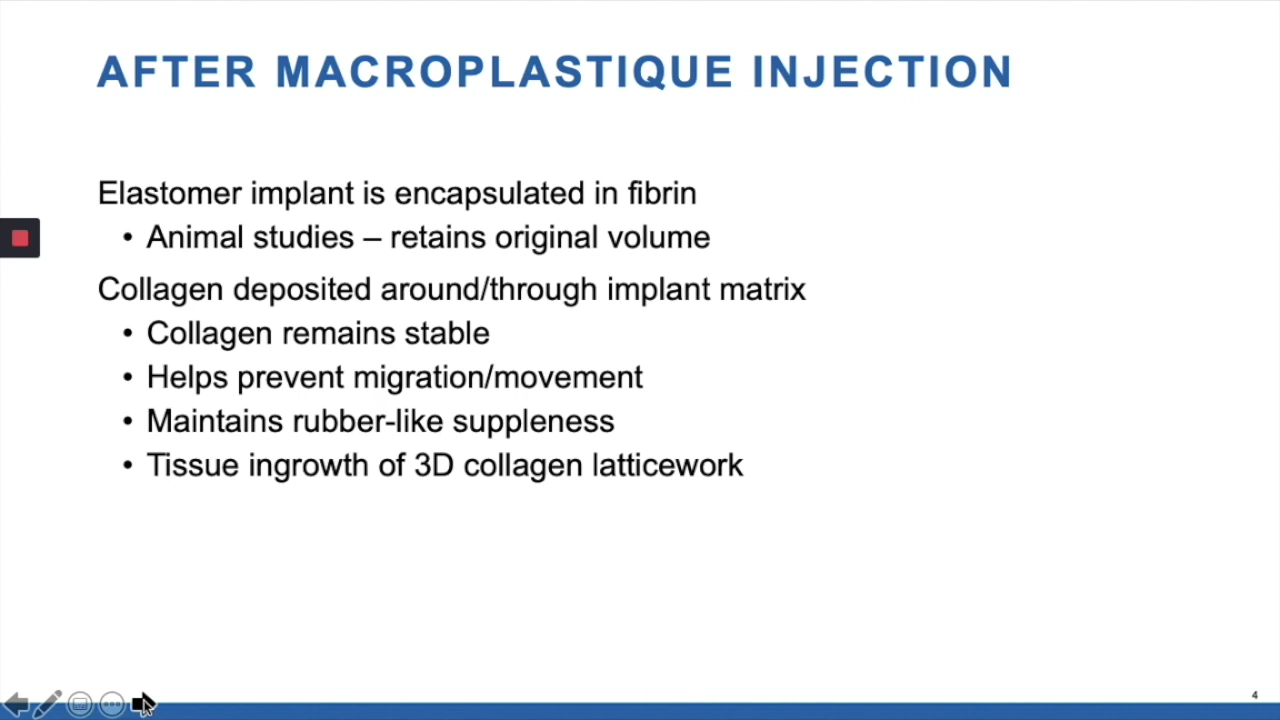 AFTER MACROPLASTIQUE INJECTION
Elastomer implant is encapsulated in fibrin
• Animal studies – retains original volume
Collagen deposited around/through implant matrix
• Collagen remains stable
• Helps prevent migration/movement
• Maintains rubber-like suppleness
• Tissue ingrowth of 3D collagen latticework
4